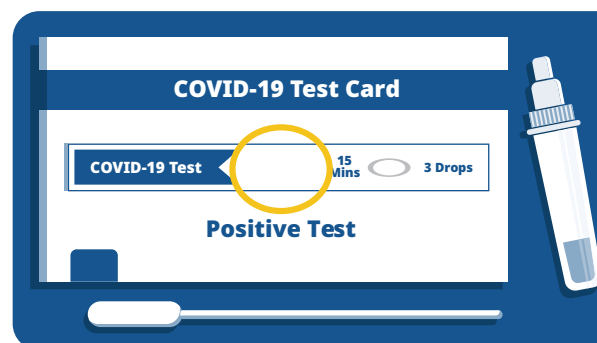 COVID-19 Test Card
COVID-19 Test
15
Mins
3 Drops
Positive Test